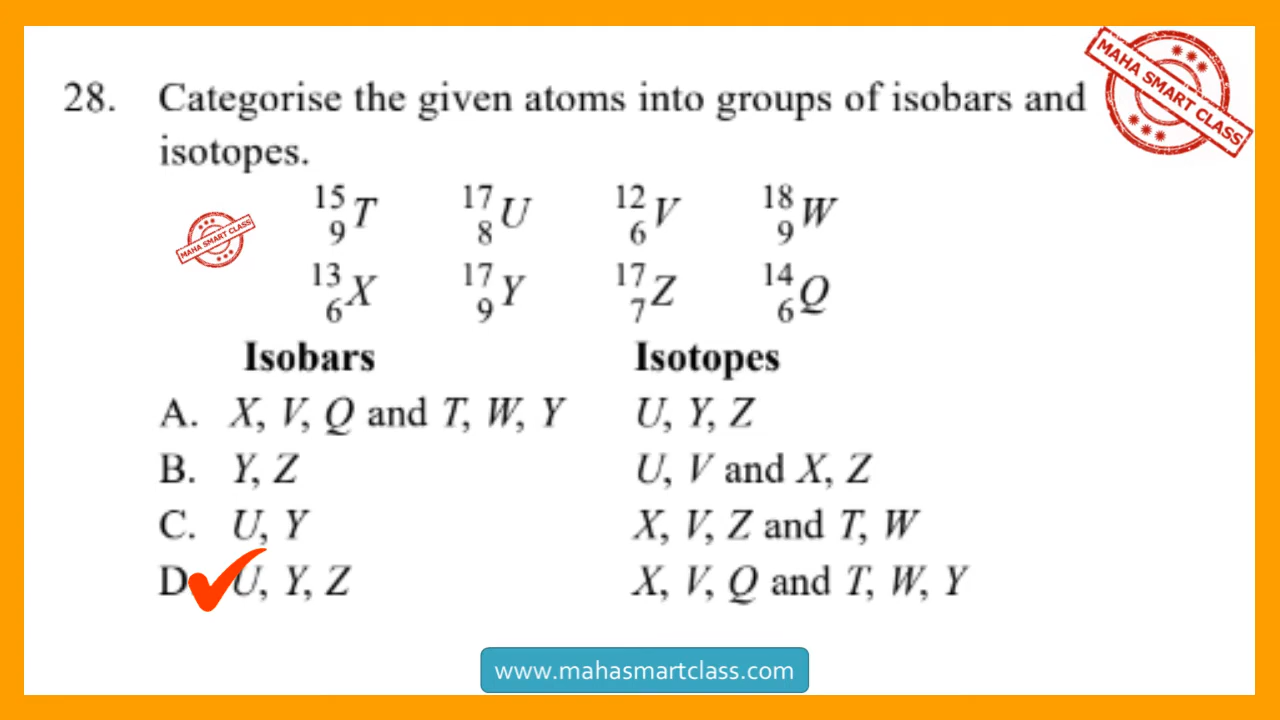 MAHA SMART CLASS
28. Categorise the given atoms into groups of isobars and
isotopes.
MAHA SMART CLASS
15 9 T 17 8 U 12 6 V 18 9 W
13 6 X 17 9 Y 17 7 Z 14 6 Q
Isobars Isotopes
A. X, V, Q and T, W, Y U, Y, Z
B. Y, Z U, V and X, Z
C. U, Y X, V, Z and T, W
D U, Y, Z X, V, Q and T, W, Y
www.mahasmartclass.com